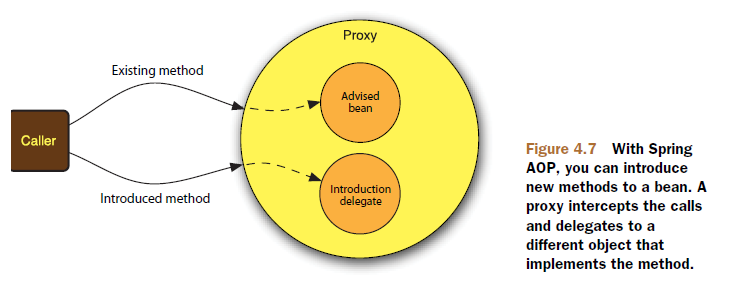 Proxy
Existing method
Advised
bean
Caller
Introduction
delegate
Introduced method
Figure 4.7 With Spring
AOP, you can introduce
new methods to a bean. A
proxy intercepts the calls
and delegates to a
different object that
implements the method.